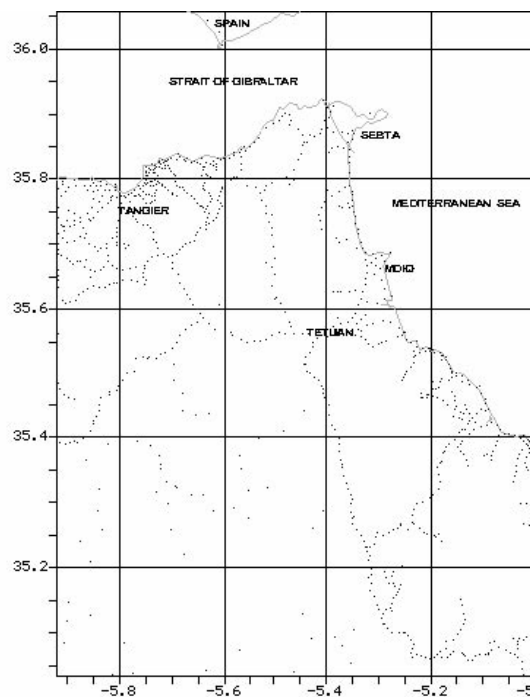 SPAIN
36.0
STRAIT OF GIBRALTAR
SEBTA
35.8
TANGIER
MEDITERRANEAN SEA
MDIQ
35.6
TETUAN
35.4
35.2
-5.8 -5.6 -5.4 -5.2 -5